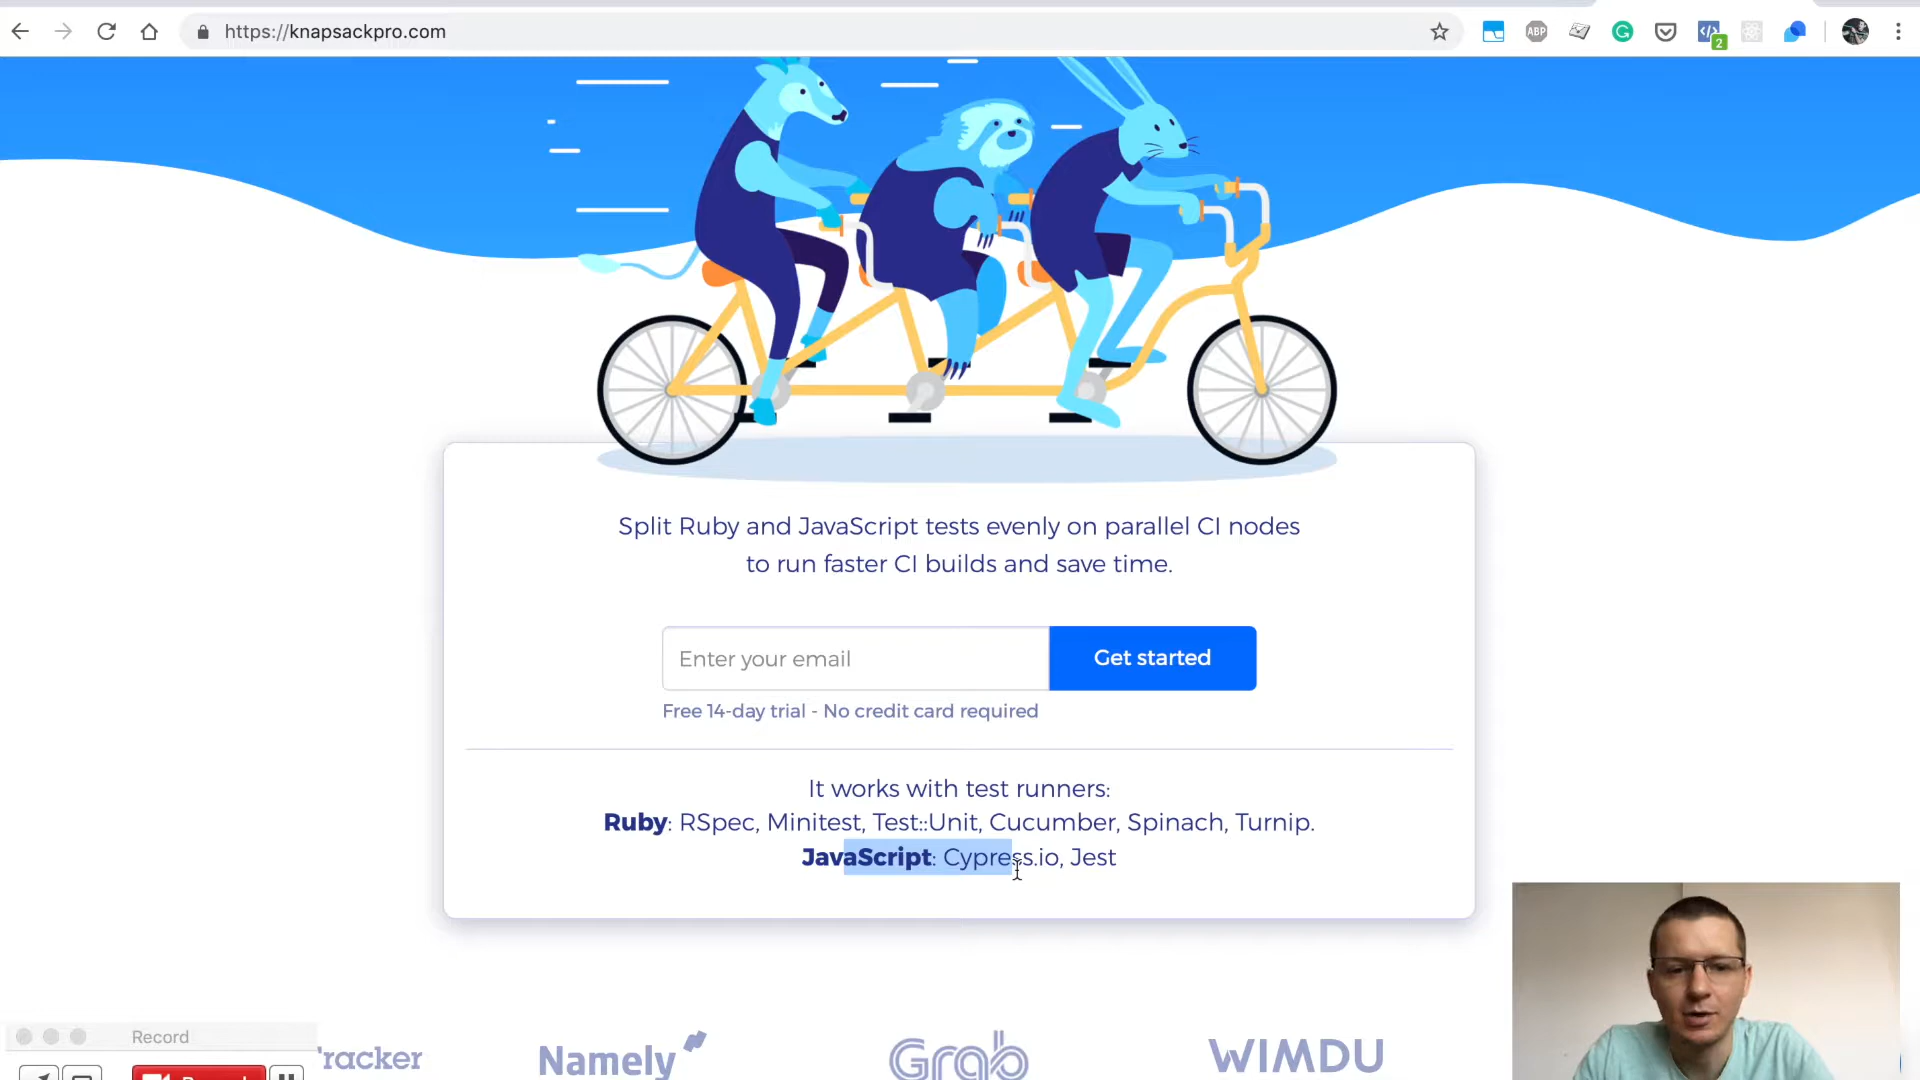 https://knapsackpro.com
ABP
2
Split Ruby and JavaScript tests evenly on parallel CI nodes
to run faster CI builds and save time.
Enter your email
Get started
Free 14-day trial - No credit card required
It works with test runners:
Ruby: RSpec, Minitest, Test::Unit, Cucumber, Spinach, Turnip.
JavaScript: Cypress.io, Jest
Record
racker
Namely
Grab
WIMDU